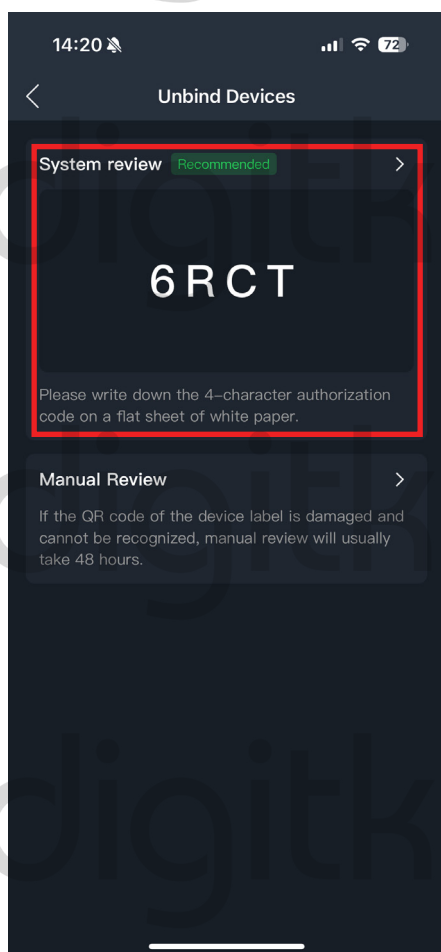 14:20
72
Unbind Devices
System review Recommended
6RCT
Please write down the 4-character authorization
code on a flat sheet of white paper.
Manual Review
If the QR code of the device label is damaged and
cannot be recognized, manual review will usually
take 48 hours.
digitk
digitk
digitk